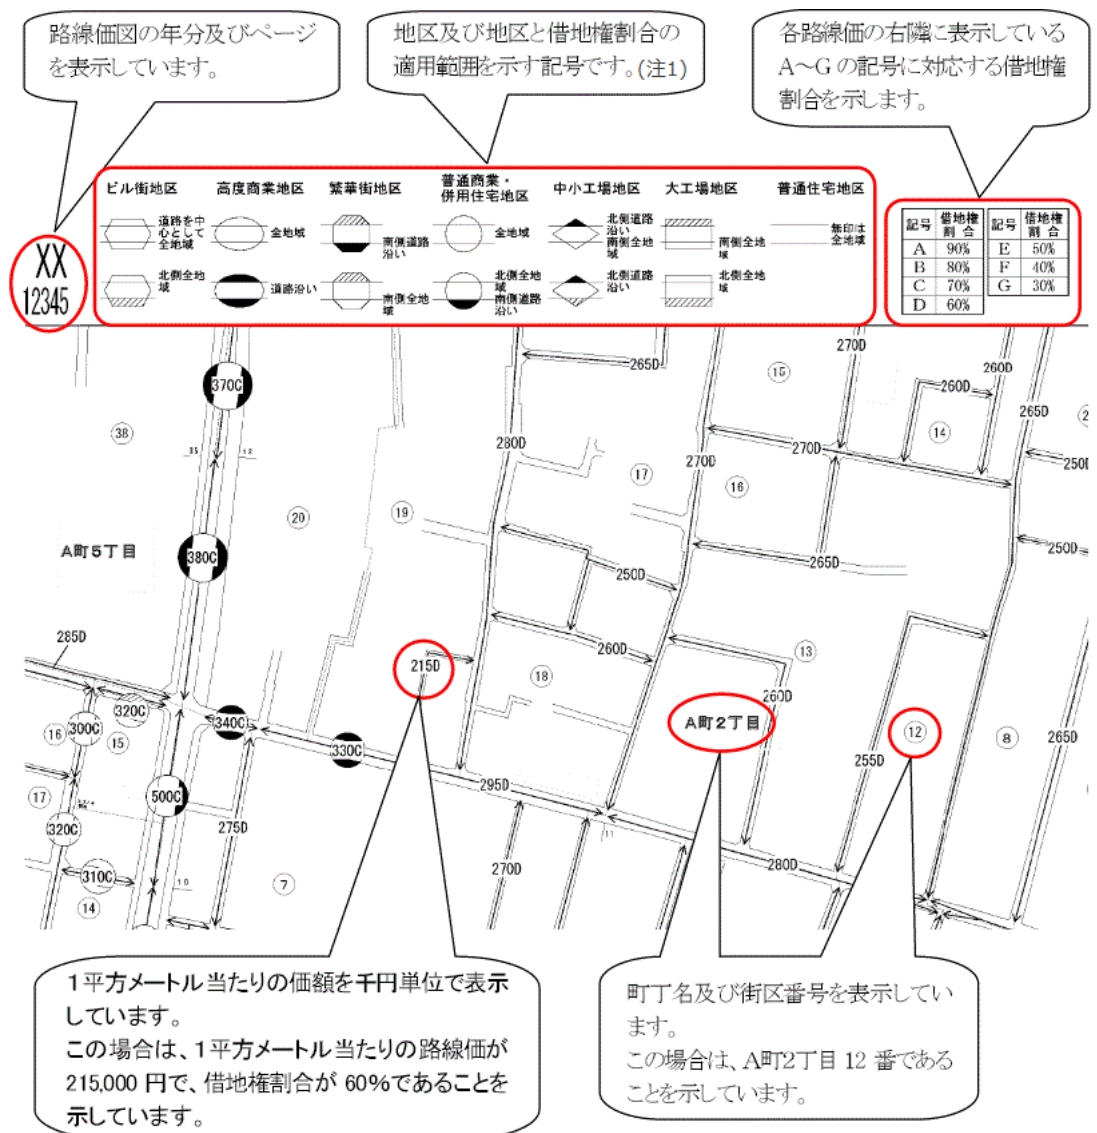 路線価図の年分及びページ
を表示しています。
地区及び地区と借地権割合の
適用範囲を示す記号です。(注1)
各路線価の右隣に表示している
A～Gの記号に対応する借地権
割合を示します。
XX
12345
ビル街地区
道路を中
心として
全地域
北側全地
域
高度商業地区
全地域
道路沿い
繁華街地区
南側道路
沿い
南側全地
域
普通商業・
併用住宅地区
全地域
北側全地
域
南側道路
沿い
中小工場地区
北側道路
沿い
南側全地
域
北側道路
沿い
大工場地区
南側全地
域
北側全地
域
普通住宅地区
無印は
全地域
記号 借地権割合 記号 借地権割合
A 90% E 50%
B 80% F 40%
C 70% G 30%
D 60%
370C
265D
270D
15
260D
260D
265D
38
35
12
280D
270D
270D
14
250D
17
16
20
19
A町5丁目
380C
250D
265D
250D
285D
260D
13
215D
18
260D
320C
340C
A町2丁目
12
8
265D
16
300C
15
330C
255D
17
500C
295D
320C
275D
11
310C
10
7
270D
280D
14
1平方メートル当たりの価額を千円単位で表示
しています。
この場合は、1平方メートル当たりの路線価が
215,000 円で、借地権割合が 60%であることを
示しています。
町丁名及び街区番号を表示してい
ます。
この場合は、A町2丁目 12 番である
ことを示しています。